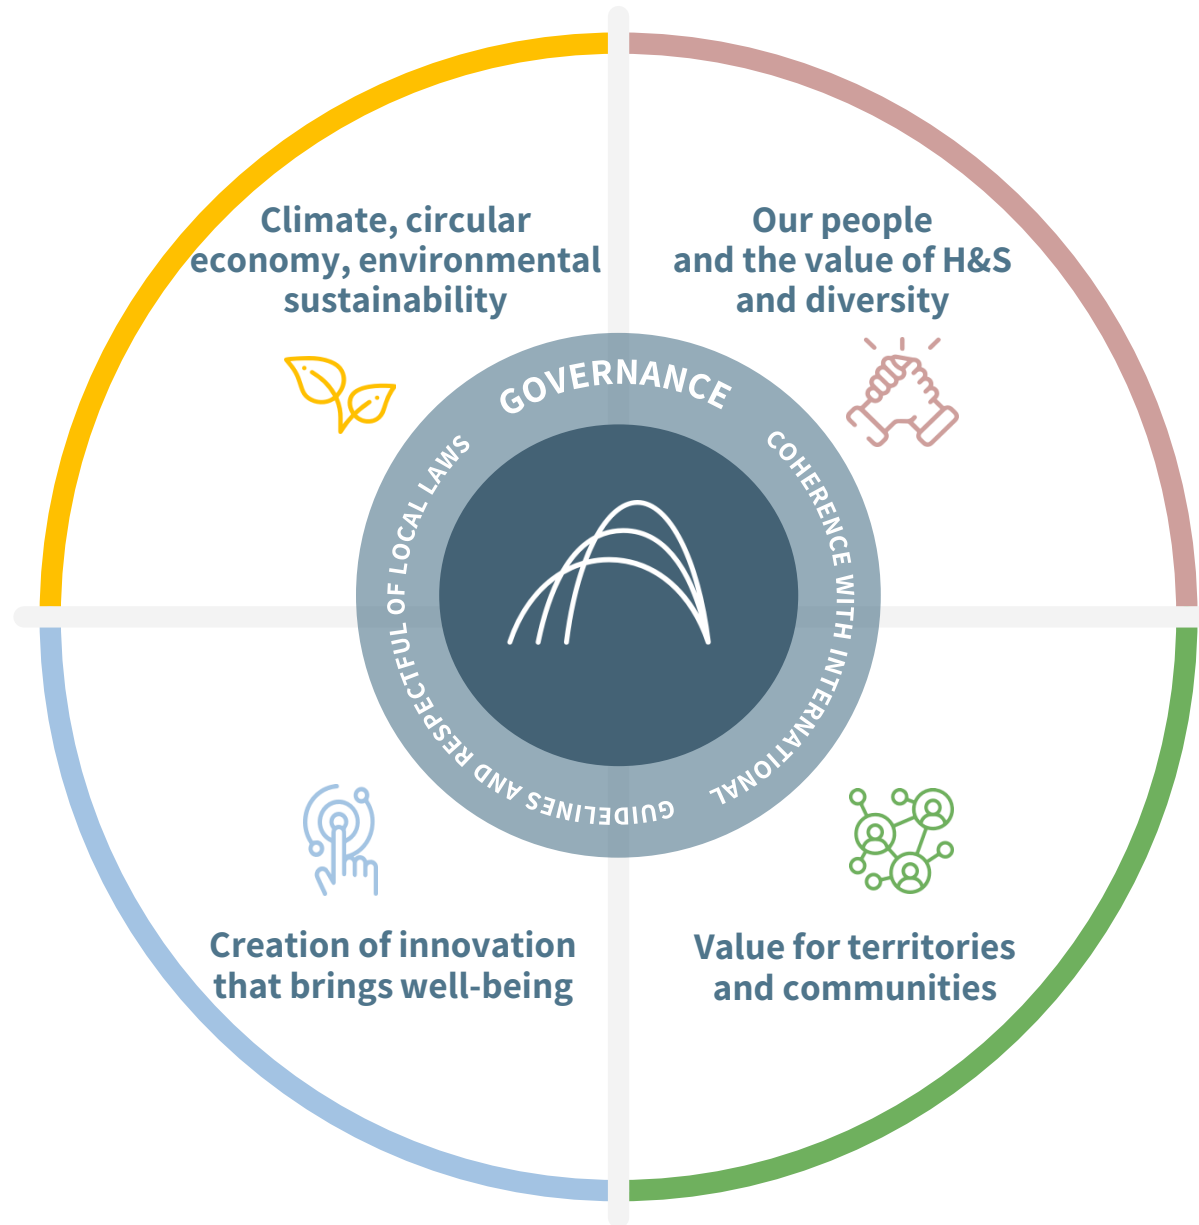 Climate, circular
economy, environmental
sustainability
Our people
and the value of H&S
and diversity
GOVERNANCE
COHERENCE WITH INTERNATIONAL
GUIDELINES AND RESPECTFUL OF LOCAL LAWS
Creation of innovation
that brings well-being
Value for territories
and communities